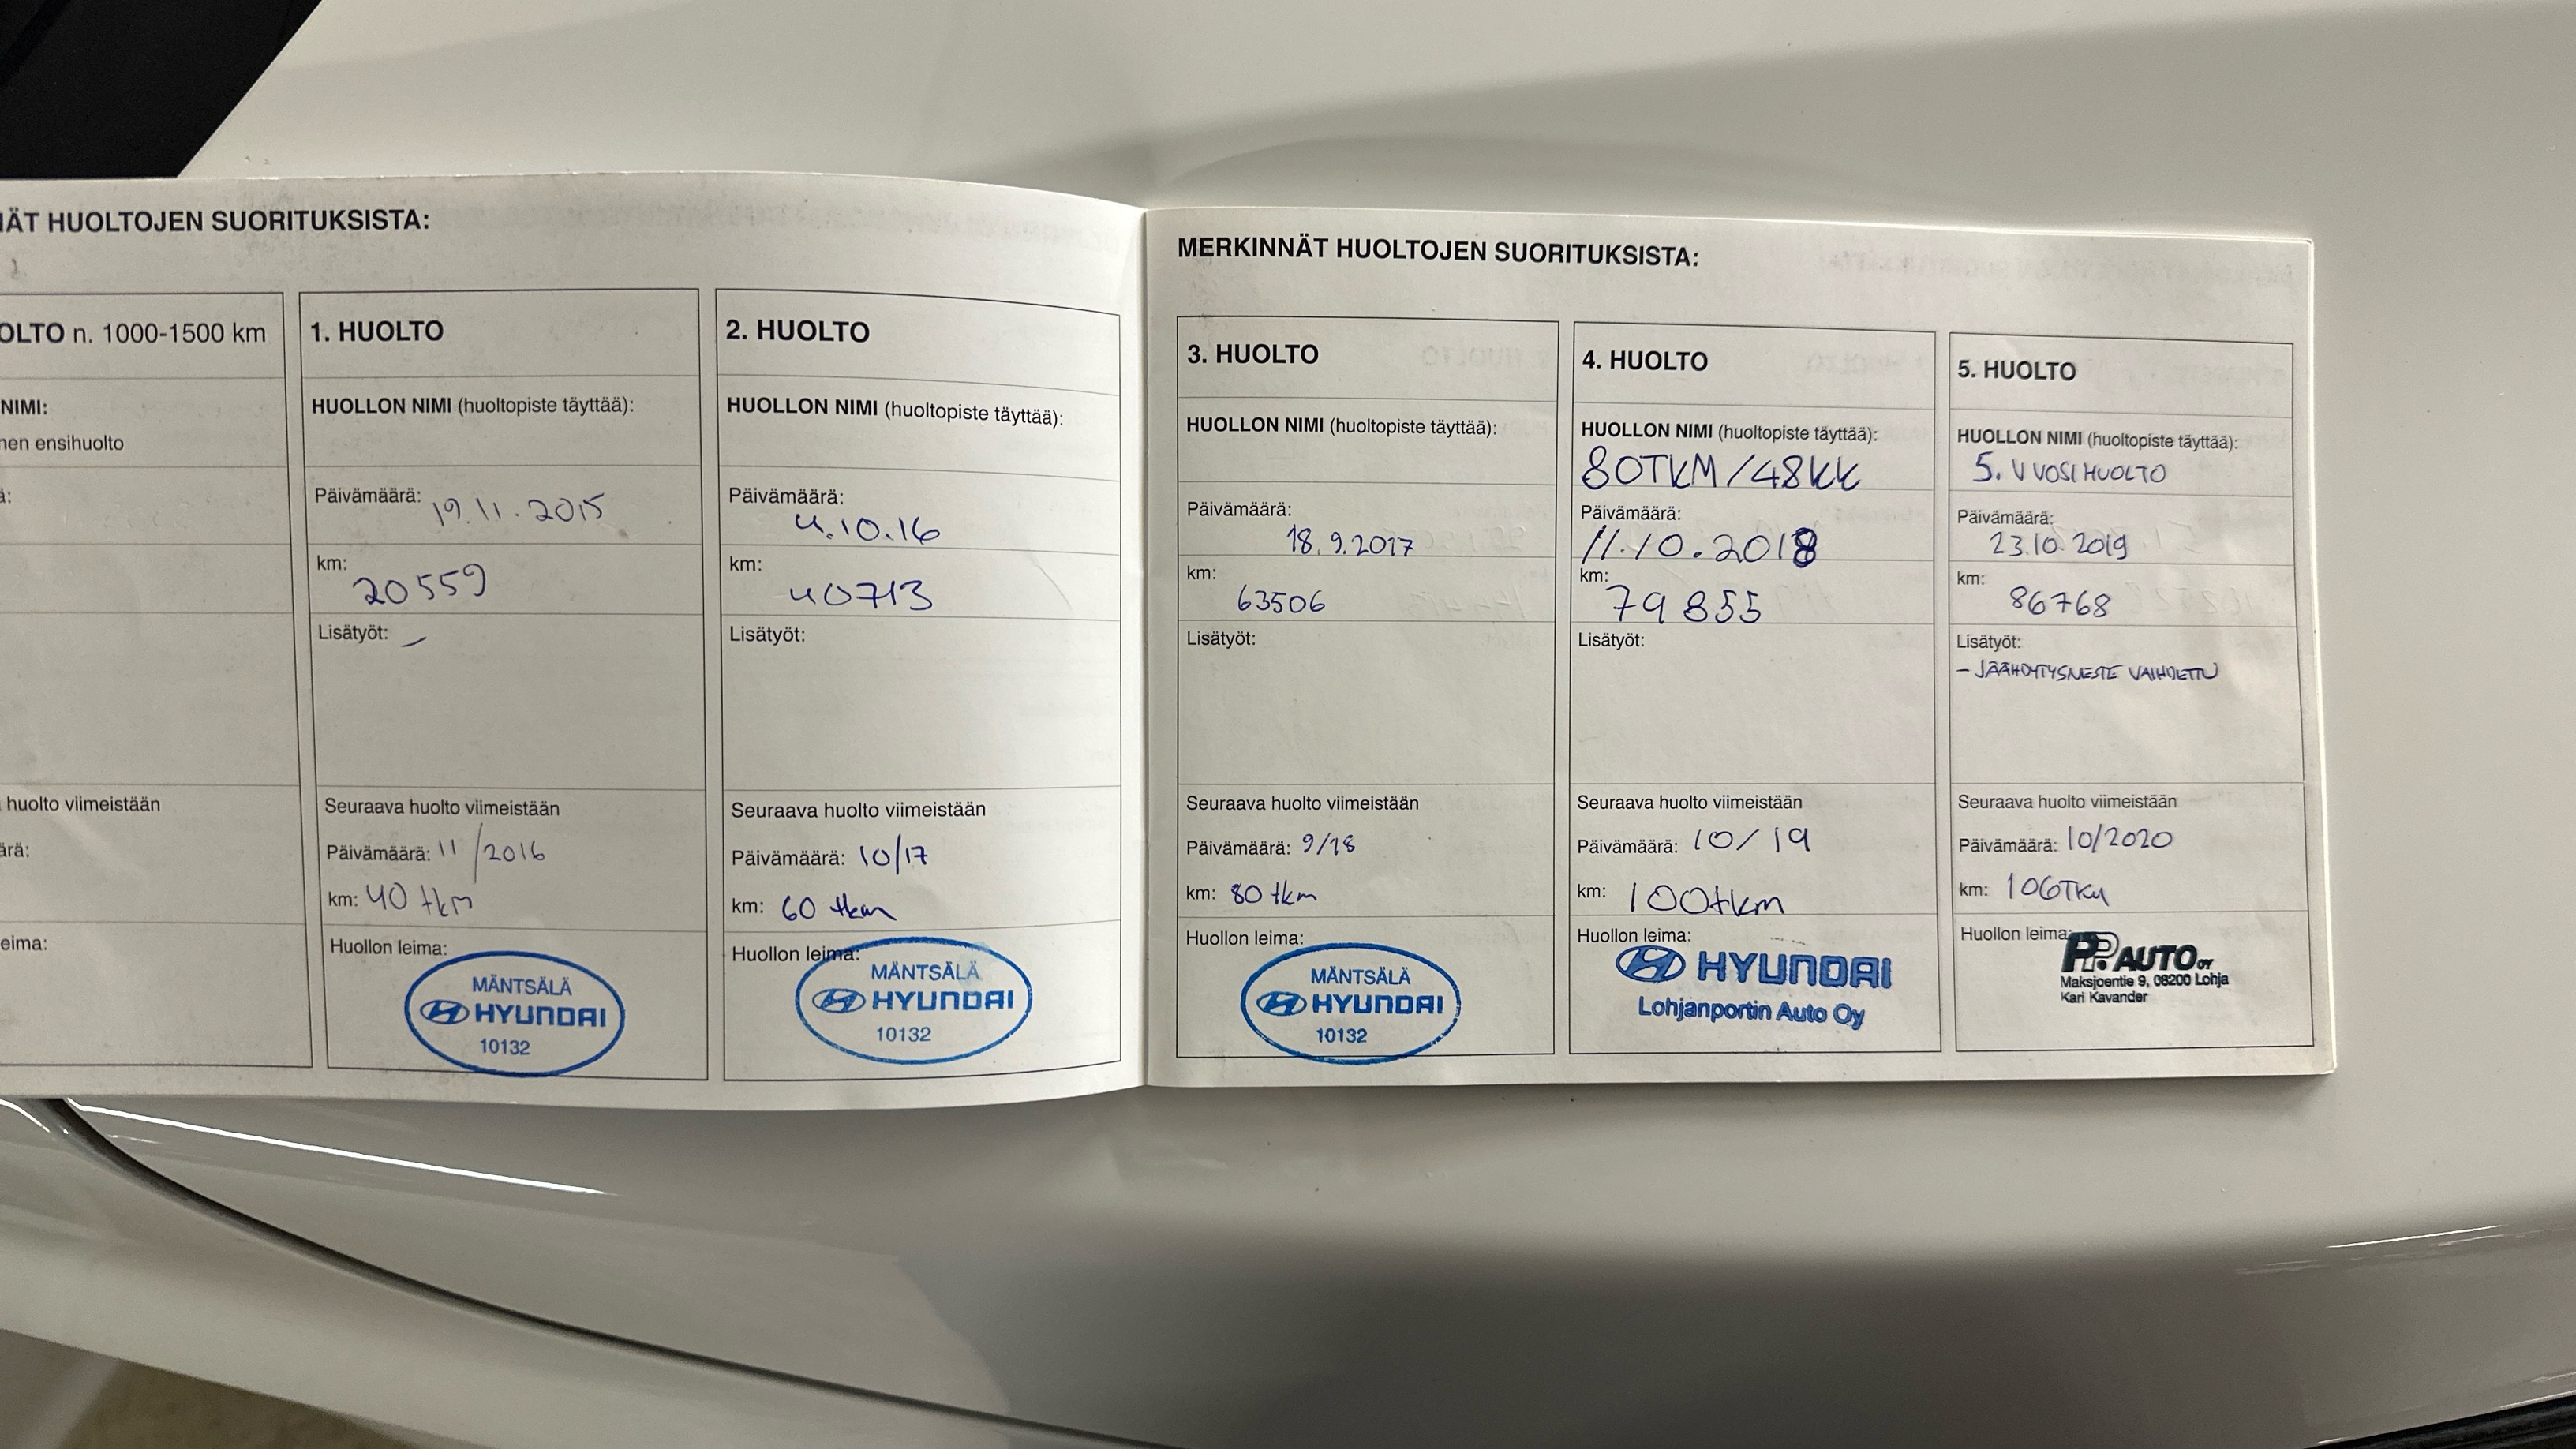 ÄT HUOLTOJEN SUORITUKSISTA:
OLTO n. 1000-1500 km
NIMI:
nen ensihuolto
ä:
huolto viimeistään
ärä:
eima:
1. HUOLTO
HUOLLON NIMI (huoltopiste täyttää):
Päivämäärä: 19.11.2015
km: 20559
Lisätyöt: –
Seuraava huolto viimeistään
Päivämäärä: 11/2016
km: 40 tkm
Huollon leima:
MÄNTSÄLÄ
HYUNDAI
10132
2. HUOLTO
HUOLLON NIMI (huoltopiste täyttää):
Päivämäärä:
4.10.16
km:
40713
Lisätyöt:
Seuraava huolto viimeistään
Päivämäärä: 10/17
km: 60 tkm
Huollon leima:
MÄNTSÄLÄ
HYUNDAI
10132
MERKINNÄT HUOLTOJEN SUORITUKSISTA:
3. HUOLTO
HUOLLON NIMI (huoltopiste täyttää):
Päivämäärä:
18.9.2017
km:
63506
Lisätyöt:
Seuraava huolto viimeistään
Päivämäärä: 9/18
km: 80 tkm
Huollon leima:
MÄNTSÄLÄ
HYUNDAI
10132
4. HUOLTO
HUOLLON NIMI (huoltopiste täyttää):
80TKM/48KK
Päivämäärä:
11.10.2018
km:
79855
Lisätyöt:
Seuraava huolto viimeistään
Päivämäärä: 10/19
km: 100tkm
Huollon leima:
HYUNDAI
Lohjanportin Auto Oy
5. HUOLTO
HUOLLON NIMI (huoltopiste täyttää):
5. VUOSIHUOLTO
Päivämäärä:
23.10.2019
km:
86768
Lisätyöt:
- JÄÄHDYTYSNESTE VAIHDETTU
Seuraava huolto viimeistään
Päivämäärä: 10/2020
km: 106TKM
Huollon leima:
PP. AUTO OY
Maksjoentie 9, 08200 Lohja
Kari Kavander